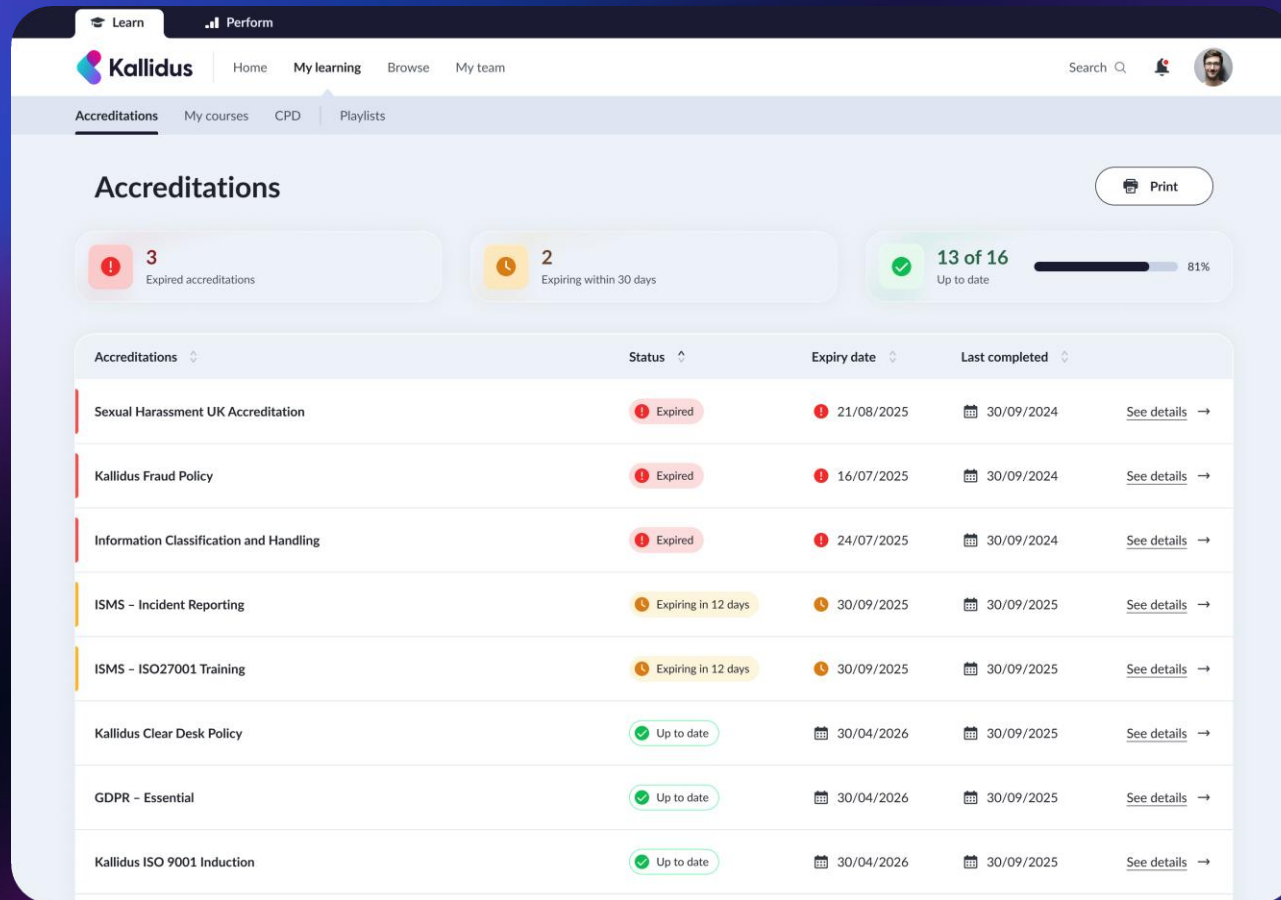 Learn Perform
Kallidus Home My learning Browse My team Search
Accreditations My courses CPD Playlists
Accreditations Print
3
Expired accreditations
2
Expiring within 30 days
13 of 16
Up to date
81%
Accreditations Status Expiry date Last completed
Sexual Harassment UK Accreditation Expired 21/08/2025 30/09/2024 See details →
Kallidus Fraud Policy Expired 16/07/2025 30/09/2024 See details →
Information Classification and Handling Expired 24/07/2025 30/09/2024 See details →
ISMS – Incident Reporting Expiring in 12 days 30/09/2025 30/09/2025 See details →
ISMS – ISO27001 Training Expiring in 12 days 30/09/2025 30/09/2025 See details →
Kallidus Clear Desk Policy Up to date 30/04/2026 30/09/2025 See details →
GDPR – Essential Up to date 30/04/2026 30/09/2025 See details →
Kallidus ISO 9001 Induction Up to date 30/04/2026 30/09/2025 See details →